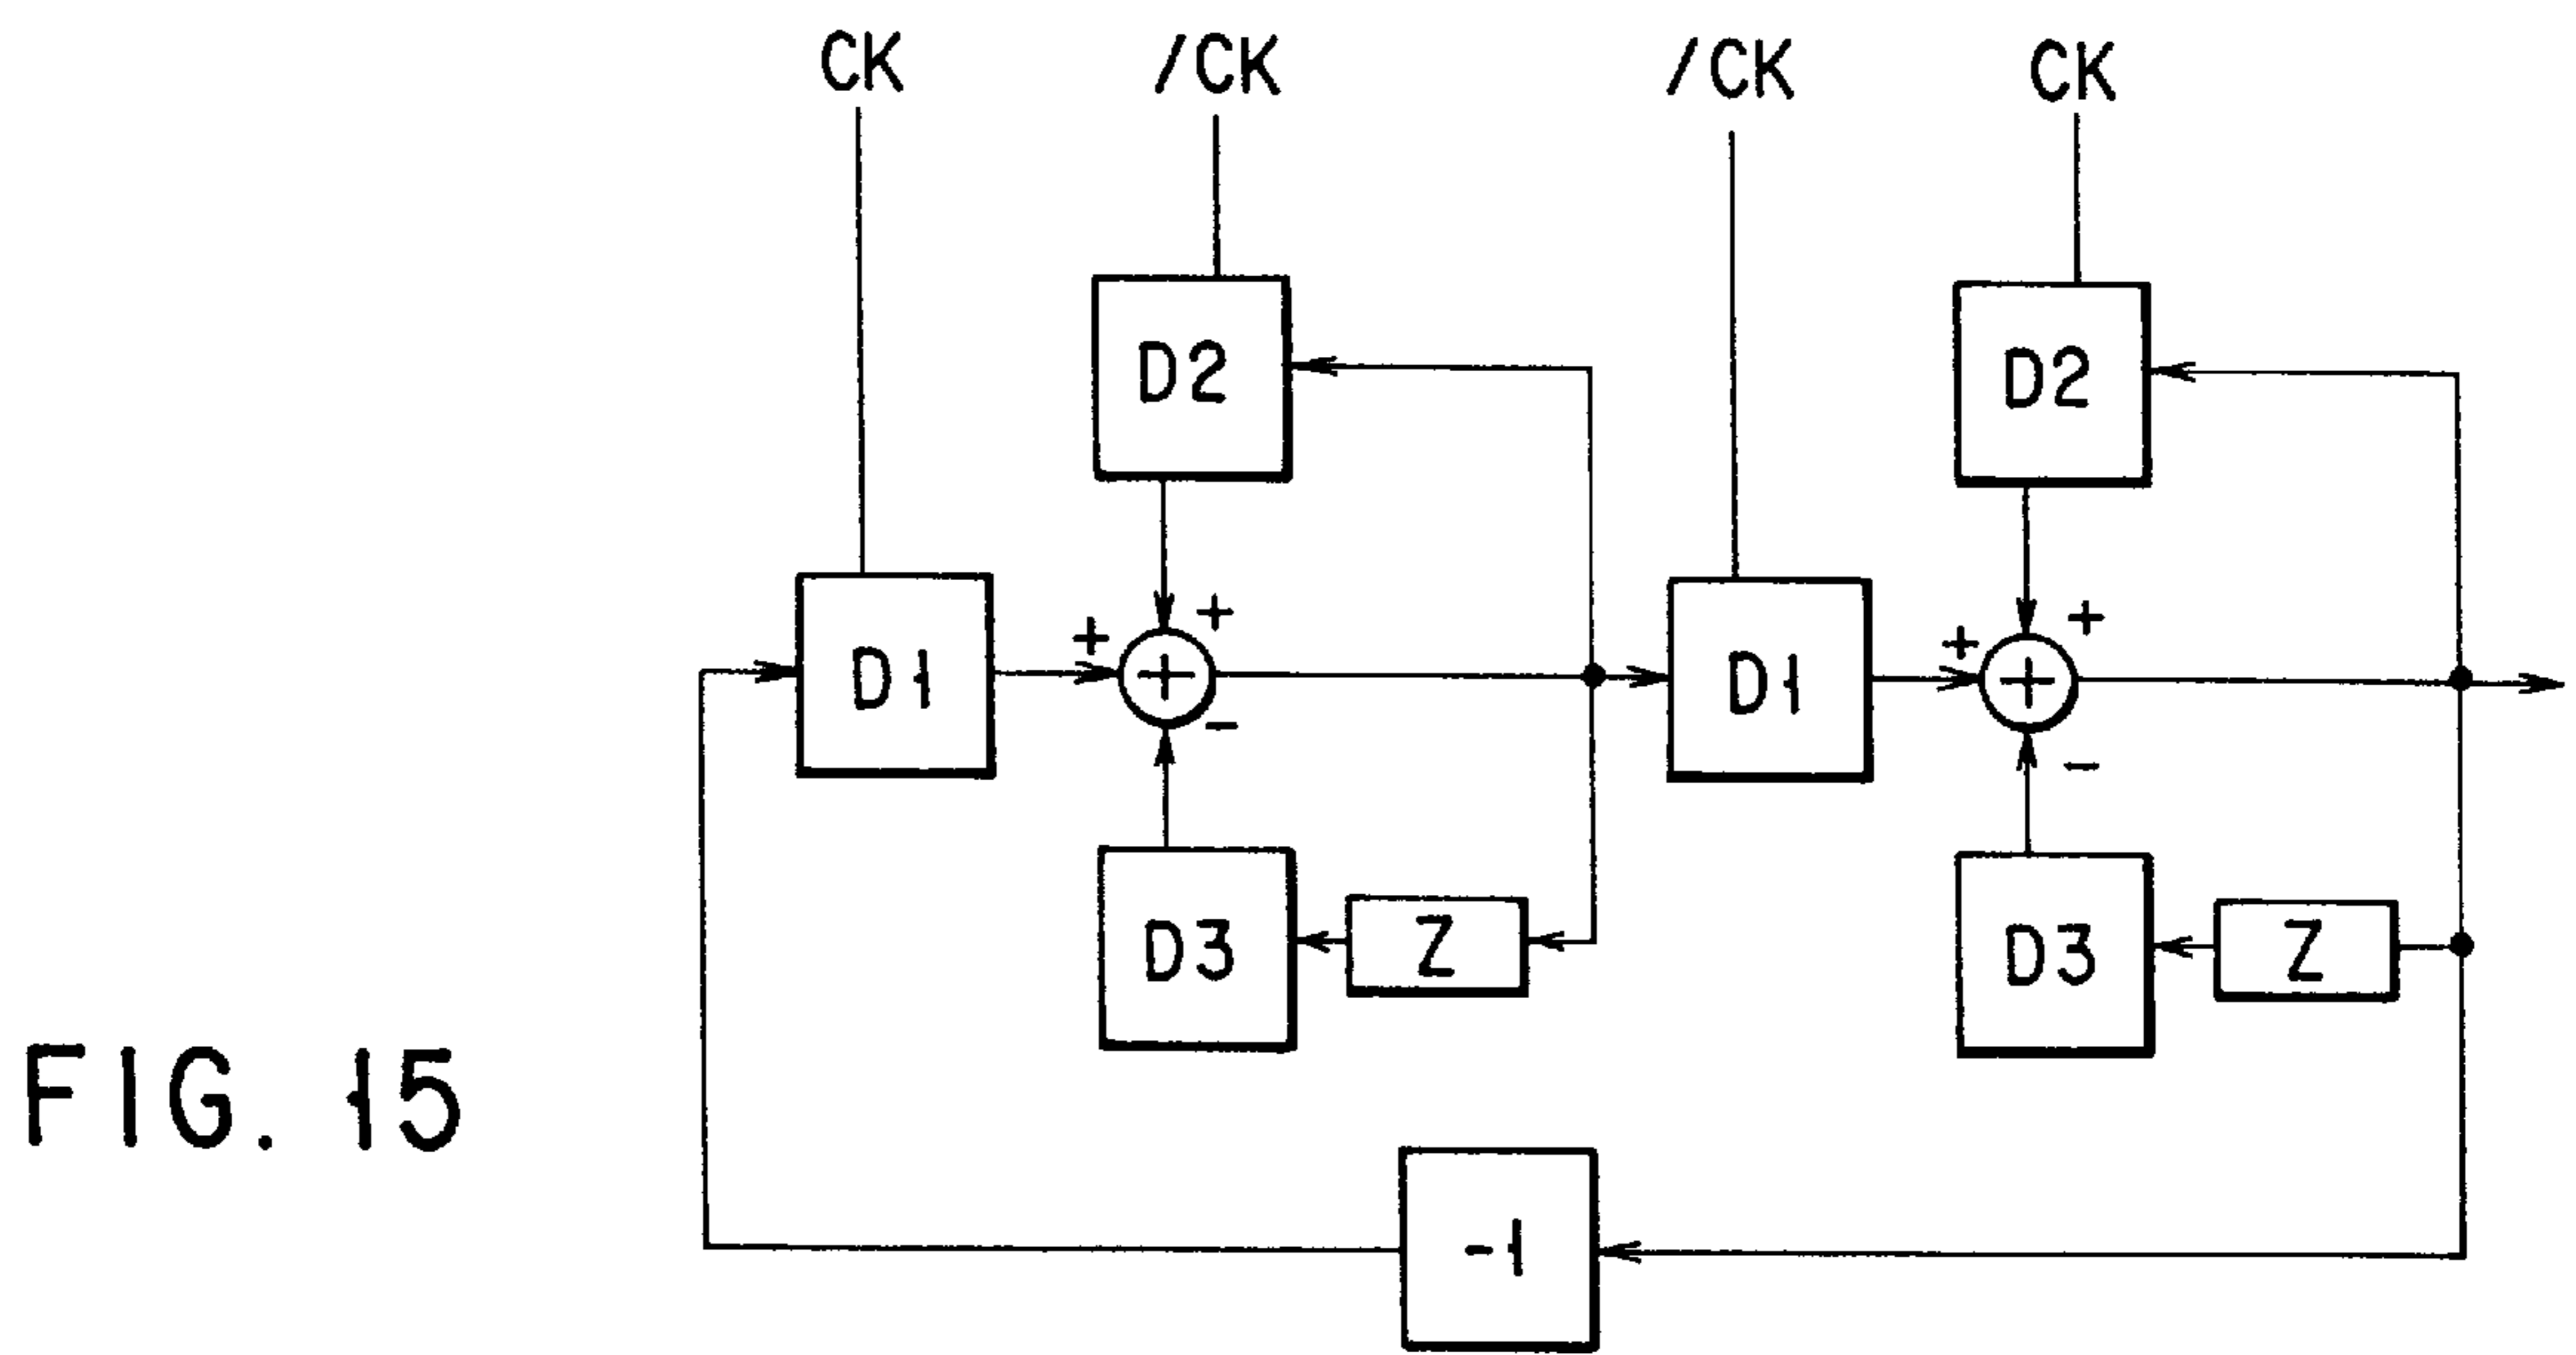 CK /CK /CK CK
D2 D2
+ + + +
D1 + D1 +
- -
D3 Z D3 Z
FIG. 15
-1